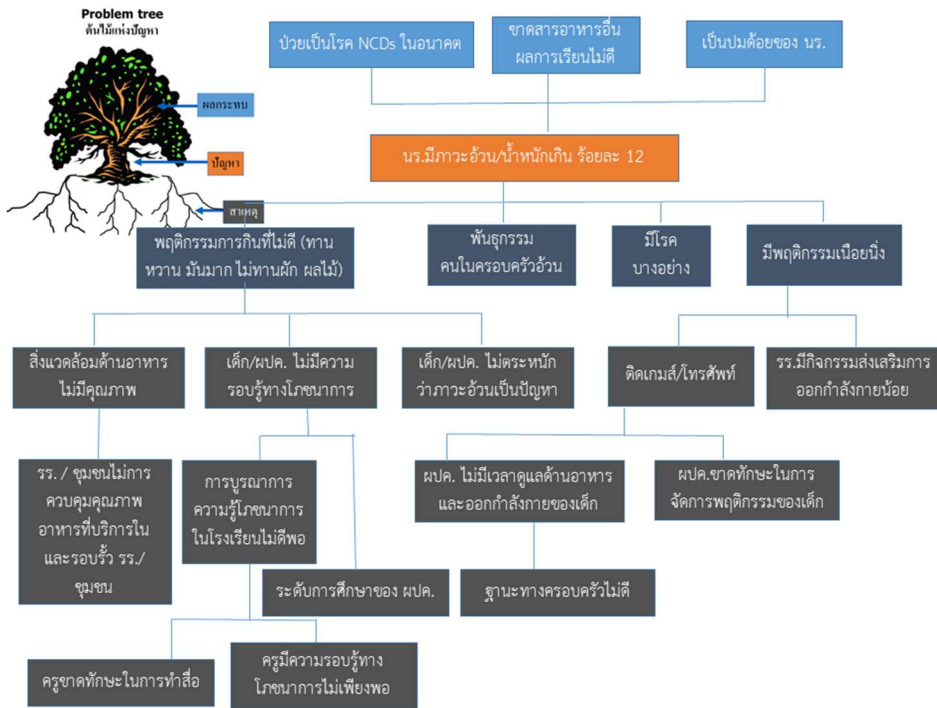 Problem tree
ต้นไม้แห่งปัญหา
ผลกระทบ
ปัญหา
สาเหตุ
ป่วยเป็นโรค NCDs ในอนาคต
ขาดสารอาหารอื่น
ผลการเรียนไม่ดี
เป็นปมด้อยของ นร.
นร.มีภาวะอ้วน/น้ำหนักเกิน ร้อยละ 12
พฤติกรรมการกินที่ไม่ดี (ทาน
หวาน มันมาก ไม่ทานผัก ผลไม้)
พันธุกรรม
คนในครอบครัวอ้วน
มีโรค
บางอย่าง
มีพฤติกรรมเนือยนิ่ง
สิ่งแวดล้อมด้านอาหาร
ไม่มีคุณภาพ
เด็ก/ผปค. ไม่มีความ
รอบรู้ทางโภชนาการ
เด็ก/ผปค. ไม่ตระหนัก
ว่าภาวะอ้วนเป็นปัญหา
ติดเกมส์/โทรศัพท์
รร.มีกิจกรรมส่งเสริมการ
ออกกำลังกายน้อย
รร. / ชุมชนไม่การ
ควบคุมคุณภาพ
อาหารที่บริการใน
และรอบรั้ว รร./
ชุมชน
การบูรณาการ
ความรู้โภชนาการ
ในโรงเรียนไม่ดีพอ
ผปค. ไม่มีเวลาดูแลด้านอาหาร
และออกกำลังกายของเด็ก
ผปค.ขาดทักษะในการ
จัดการพฤติกรรมของเด็ก
ระดับการศึกษาของ ผปค.
ฐานะทางครอบครัวไม่ดี
ครูขาดทักษะในการทำสื่อ
ครูมีความรอบรู้ทาง
โภชนาการไม่เพียงพอ